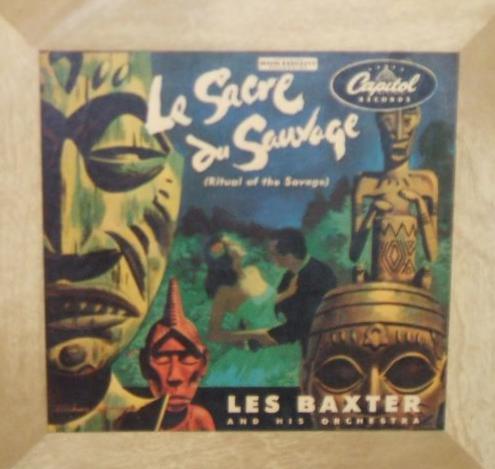 Le Sacre
du Sauvage
(Ritual of the Savage)
Capitol
RECORDS
LES BAXTER
AND HIS ORCHESTRA